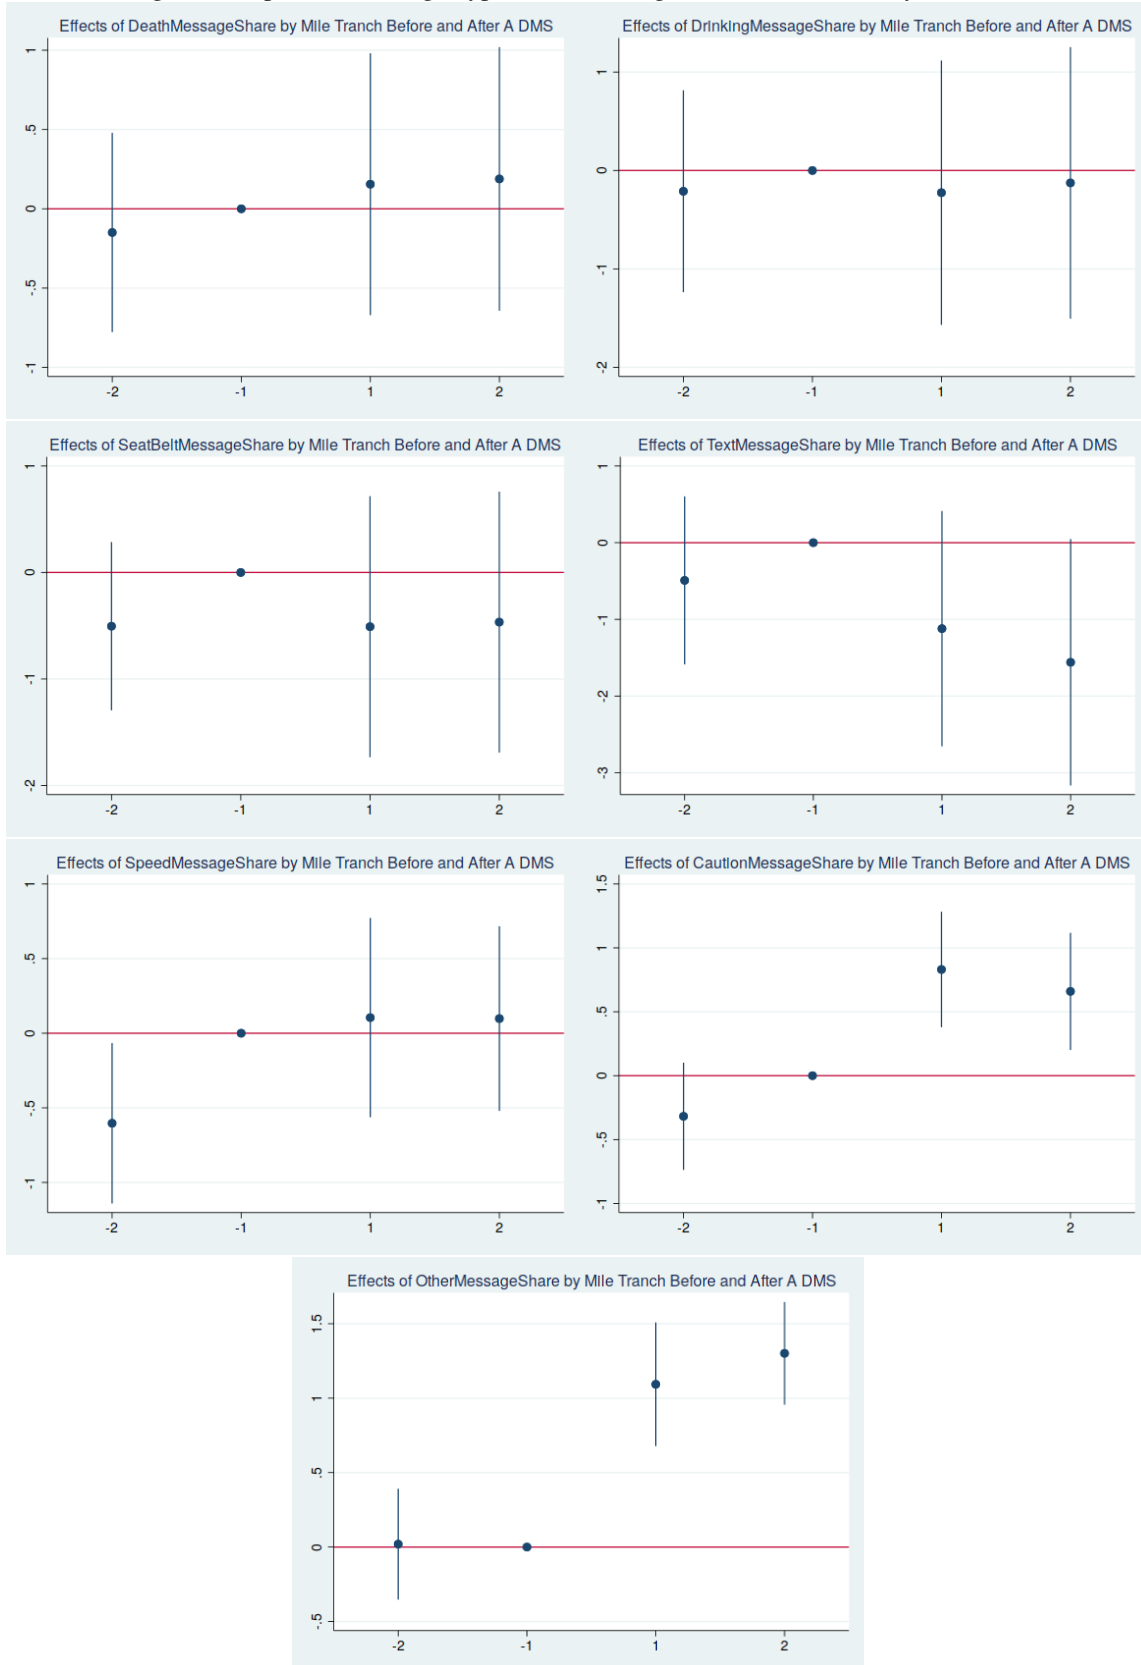 Effects of DeathMessageShare by Mile Tranch Before and After A DMS
1
.5
0
-.5
-1
-2 -1 1 2
Effects of DrinkingMessageShare by Mile Tranch Before and After A DMS
1
0
-1
-2
-2 -1 1 2
Effects of SeatBeltMessageShare by Mile Tranch Before and After A DMS
1
0
-1
-2
-2 -1 1 2
Effects of TextMessageShare by Mile Tranch Before and After A DMS
1
0
-1
-2
-3
-2 -1 1 2
Effects of SpeedMessageShare by Mile Tranch Before and After A DMS
1
.5
0
-.5
-1
-2 -1 1 2
Effects of CautionMessageShare by Mile Tranch Before and After A DMS
1.5
1
.5
0
-.5
-1
-2 -1 1 2
Effects of OtherMessageShare by Mile Tranch Before and After A DMS
1.5
1
.5
0
-.5
-2 -1 1 2